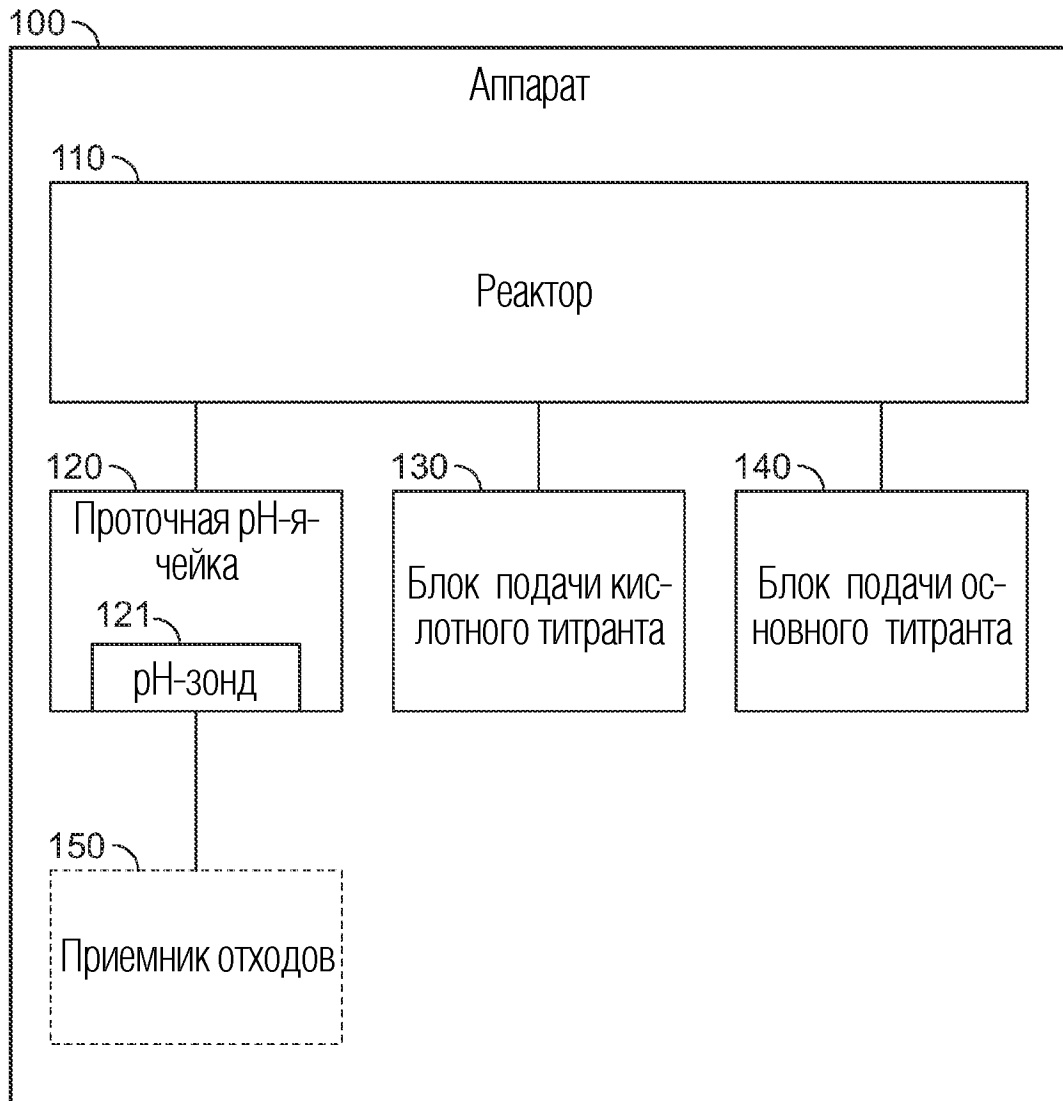 100
Аппарат
110
Реактор
120
Проточная pH-я-
чейка
121
pH-зонд
130
Блок подачи кис-
лотного титранта
140
Блок подачи ос-
новного титранта
150
Приемник отходов